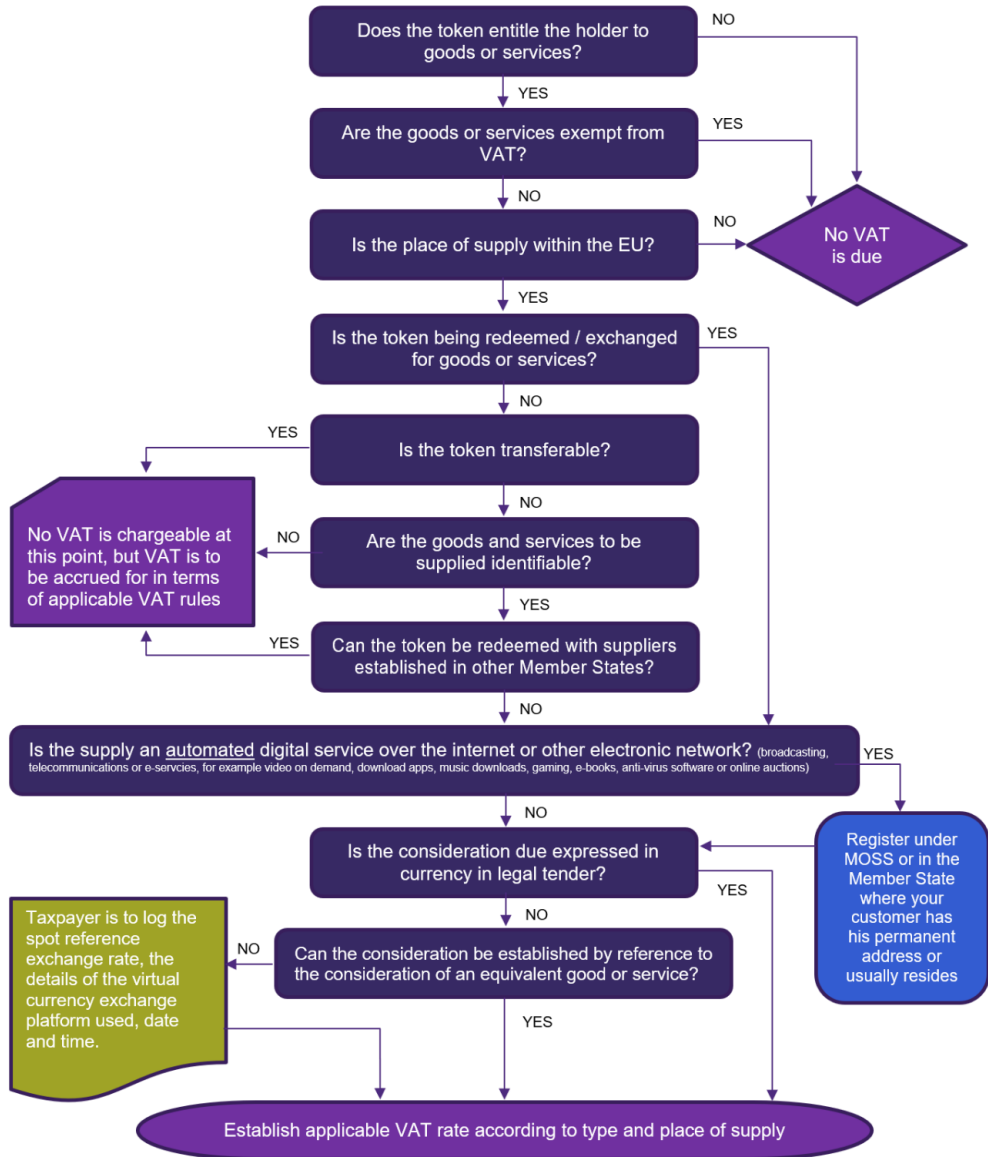 Does the token entitle the holder to
goods or services?
NO
YES
Are the goods or services exempt from
VAT?
YES
NO
Is the place of supply within the EU?
NO
No VAT
is due
YES
Is the token being redeemed / exchanged
for goods or services?
YES
NO
YES
Is the token transferable?
NO
No VAT is chargeable at
this point, but VAT is to
be accrued for in terms
of applicable VAT rules
NO
Are the goods and services to be
supplied identifiable?
YES
YES
Can the token be redeemed with suppliers
established in other Member States?
NO
Is the supply an automated digital service over the internet or other electronic network? (broadcasting,
telecommunications or e-servcies, for example video on demand, download apps, music downloads, gaming, e-books, anti-virus software or online auctions)
YES
NO
Register under
MOSS or in the
Member State
where your
customer has
his permanent
address or
usually resides
Is the consideration due expressed in
currency in legal tender?
YES
NO
Taxpayer is to log the
spot reference
exchange rate, the
details of the virtual
currency exchange
platform used, date
and time.
NO
Can the consideration be established by reference to
the consideration of an equivalent good or service?
YES
Establish applicable VAT rate according to type and place of supply